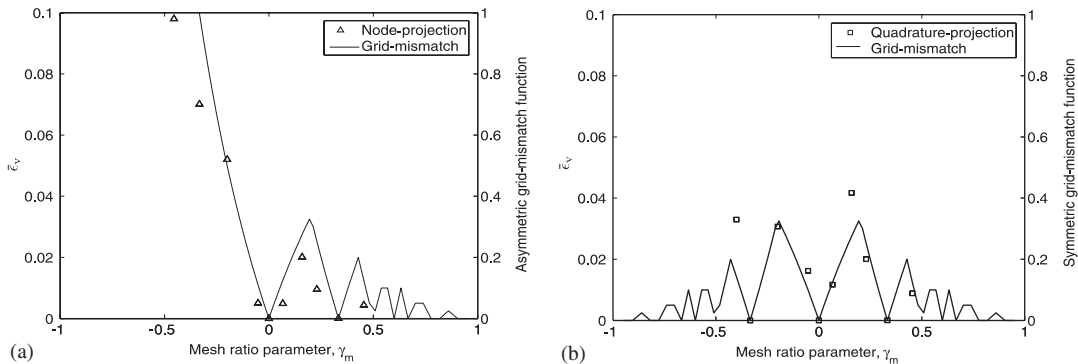 0.1
0.08
0.06
0.04
0.02
0
-1
-0.5
0
0.5
1
1
0.8
0.6
0.4
0.2
0
Node-projection
Grid-mismatch
ε̄ᵥ
Asymmetric grid-mismatch function
Mesh ratio parameter, γₘ
(a)
0.1
0.08
0.06
0.04
0.02
0
-1
-0.5
0
0.5
1
1
0.8
0.6
0.4
0.2
0
Quadrature-projection
Grid-mismatch
ε̄ᵥ
Symmetric grid-mismatch function
Mesh ratio parameter, γₘ
(b)